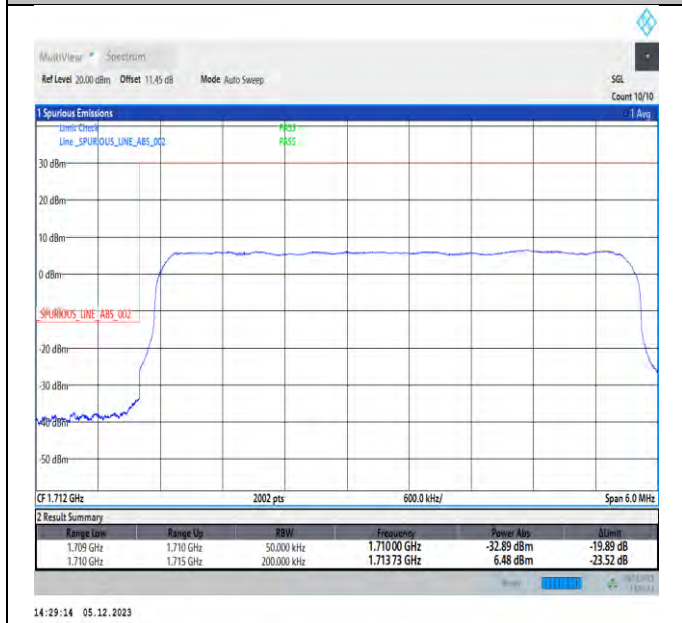 MultiView Spectrum
Ref Level 20.00 dBm Offset 11.45 dB Mode Auto Sweep SGL
Count 10/10
1 Spurious Emissions 1 Avg
Limit Check PASS
Line _SPURIOUS_LINE_ABS_002 PASS
30 dBm
20 dBm
10 dBm
0 dBm
_SPURIOUS_LINE_ABS_002
-20 dBm
-30 dBm
-40 dBm
-50 dBm
CF 1.712 GHz 2002 pts 600.0 kHz/ Span 6.0 MHz
2 Result Summary
Range Low Range Up RBW Frequency Power Abs ΔLimit
1.709 GHz 1.710 GHz 50.000 kHz 1.71000 GHz -32.89 dBm -19.89 dB
1.710 GHz 1.715 GHz 200.000 kHz 1.71373 GHz 6.48 dBm -23.52 dB
14:29:14 05.12.2023